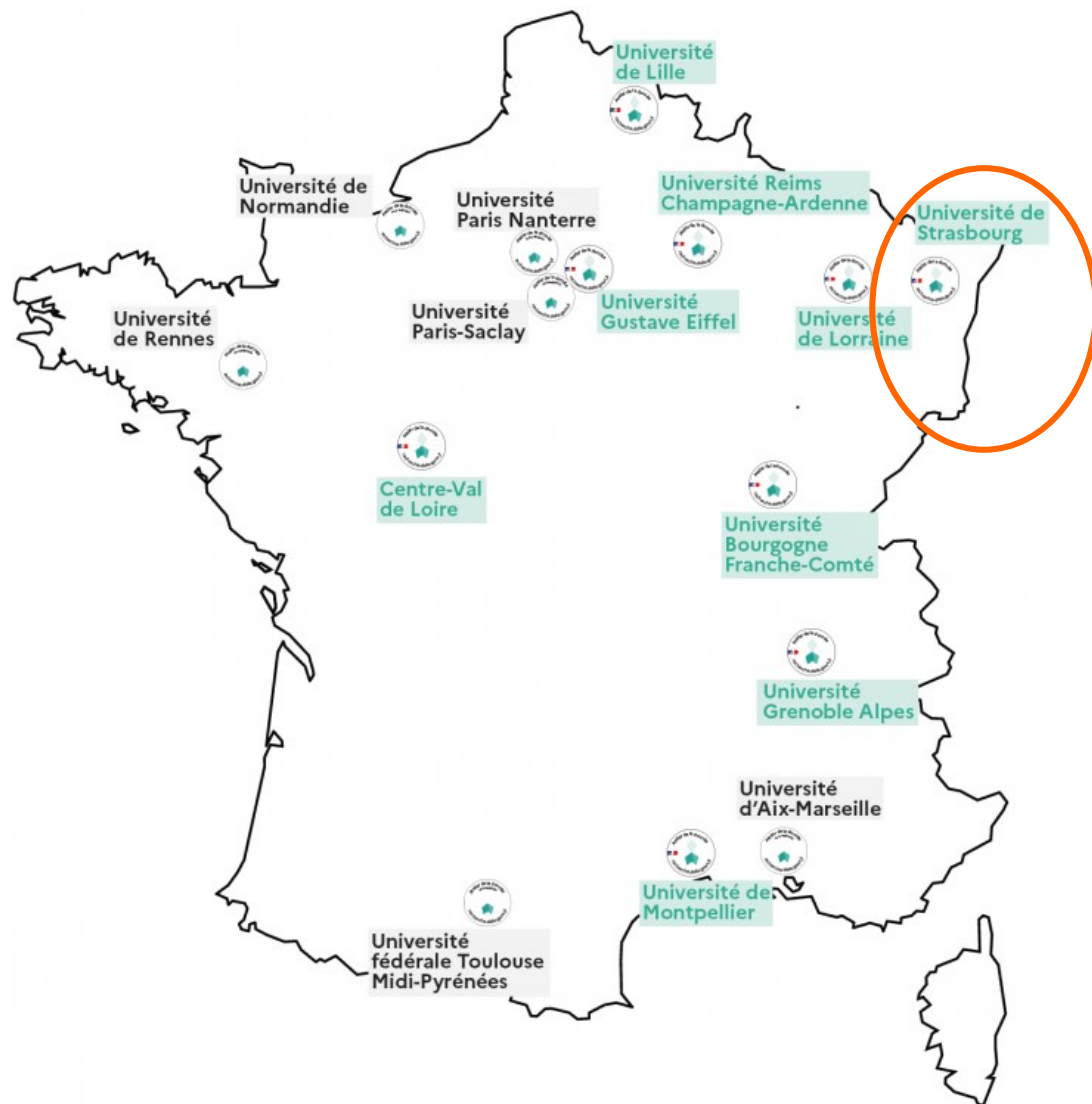 Université
de Lille
Université de
Normandie
Université
Paris Nanterre
Université Reims
Champagne-Ardenne
Université de
Strasbourg
Université
de Rennes
Université
Paris-Saclay
Université
Gustave Eiffel
Université
de Lorraine
Centre-Val
de Loire
Université
Bourgogne
Franche-Comté
Université
Grenoble Alpes
Université
d'Aix-Marseille
Université de
Montpellier
Université
fédérale Toulouse
Midi-Pyrénées